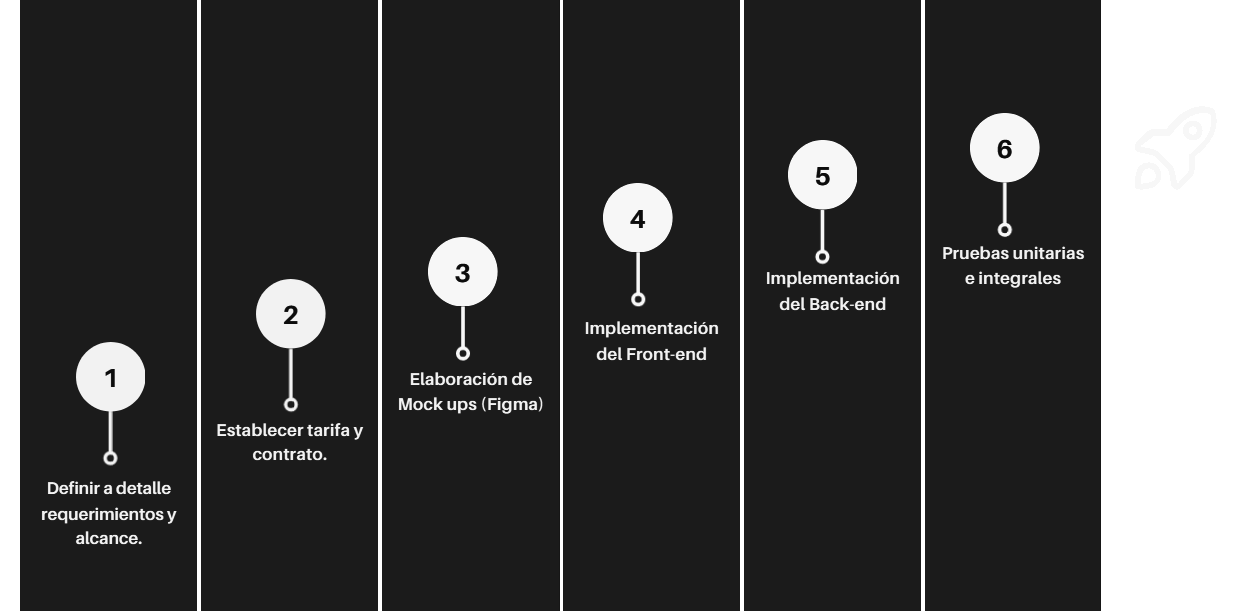 1
Definir a detalle
requerimientos y
alcance.
2
Establecer tarifa y
contrato.
3
Elaboración de
Mock ups (Figma)
4
Implementación
del Front-end
5
Implementación
del Back-end
6
Pruebas unitarias
e integrales